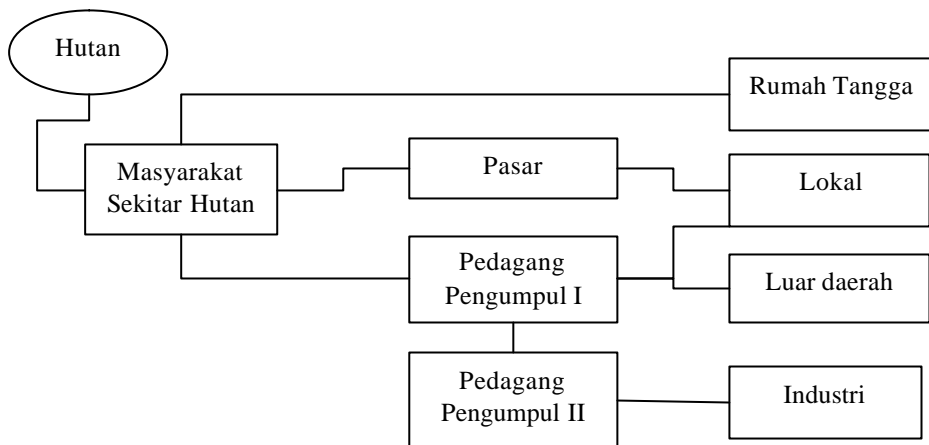 Hutan
Rumah Tangga
Masyarakat
Sekitar Hutan
Pasar
Lokal
Pedagang
Pengumpul I
Luar daerah
Pedagang
Pengumpul II
Industri